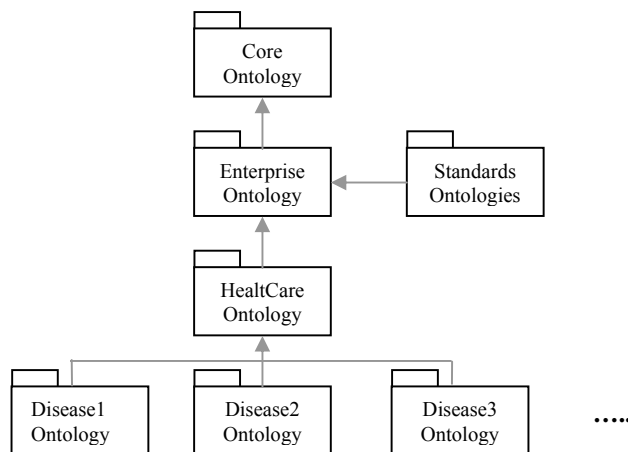 Core
Ontology
Enterprise
Ontology
Standards
Ontologies
HealtCare
Ontology
Disease1
Ontology
Disease2
Ontology
Disease3
Ontology
.....